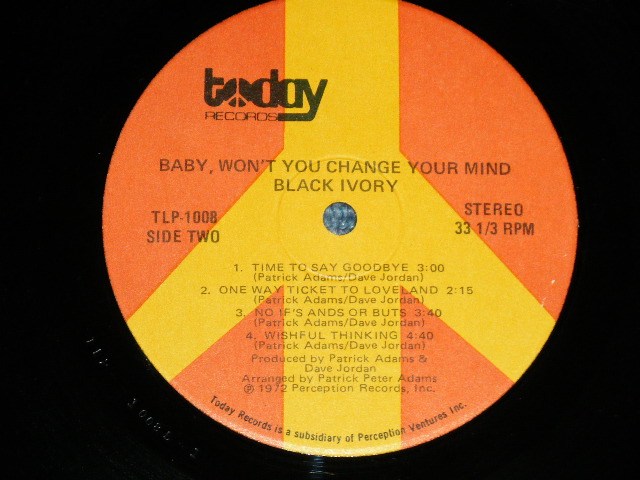 today
RECORDS
BABY, WON'T YOU CHANGE YOUR MIND
BLACK IVORY
TLP-1008
SIDE TWO
STEREO
33 1/3 RPM
1. TIME TO SAY GOODBYE 3:00
(Patrick Adams/Dave Jordan)
2. ONE WAY TICKET TO LOVELAND 2:15
(Patrick Adams/Dave Jordan)
3. NO IF'S ANDS OR BUTS 3:40
(Patrick Adams/Dave Jordan)
4. WISHFUL THINKING 4:40
(Patrick Adams/Dave Jordan)
Produced by Patrick Adams &
Dave Jordan
Arranged by Patrick Peter Adams
℗ 1972 Perception Records, Inc.
Today Records is a subsidiary of Perception Ventures Inc.